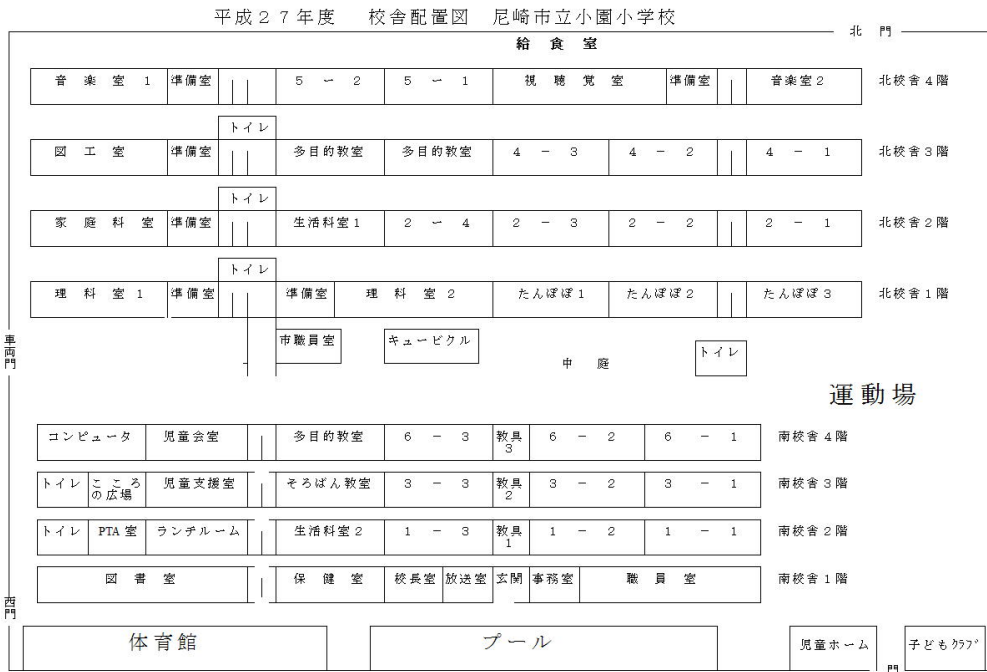 平成２７年度 校舎配置図 尼崎市立小園小学校
北 門
給 食 室
音 楽 室 １ 準備室 ５ ー ２ ５ ー １ 視 聴 覚 室 準備室 音楽室２ 北校舎４階
トイレ
図 工 室 準備室 多目的教室 多目的教室 ４ － ３ ４ － ２ ４ － １ 北校舎３階
トイレ
家 庭 科 室 準備室 生活科室１ ２ ー ４ ２ － ３ ２ － ２ ２ － １ 北校舎２階
トイレ
理 科 室１ 準備室 準備室 理 科 室２ たんぽぽ１ たんぽぽ２ たんぽぽ３ 北校舎１階
車両門
市職員室 キュービクル 中 庭 トイレ
運動場
コンピュータ 児童会室 多目的教室 ６ － ３ 教具３ ６ － ２ ６ － １ 南校舎４階
トイレ こころの広場 児童支援室 そろばん教室 ３ － ３ 教具２ ３ － ２ ３ － １ 南校舎３階
トイレ PTA室 ランチルーム 生活科室２ １ － ３ 教具１ １ － ２ １ － １ 南校舎２階
図 書 室 保 健 室 校長室 放送室 玄関 事務室 職 員 室 南校舎１階
西門
体育館 プール 児童ホーム 子どもｸﾗﾌﾞ
門